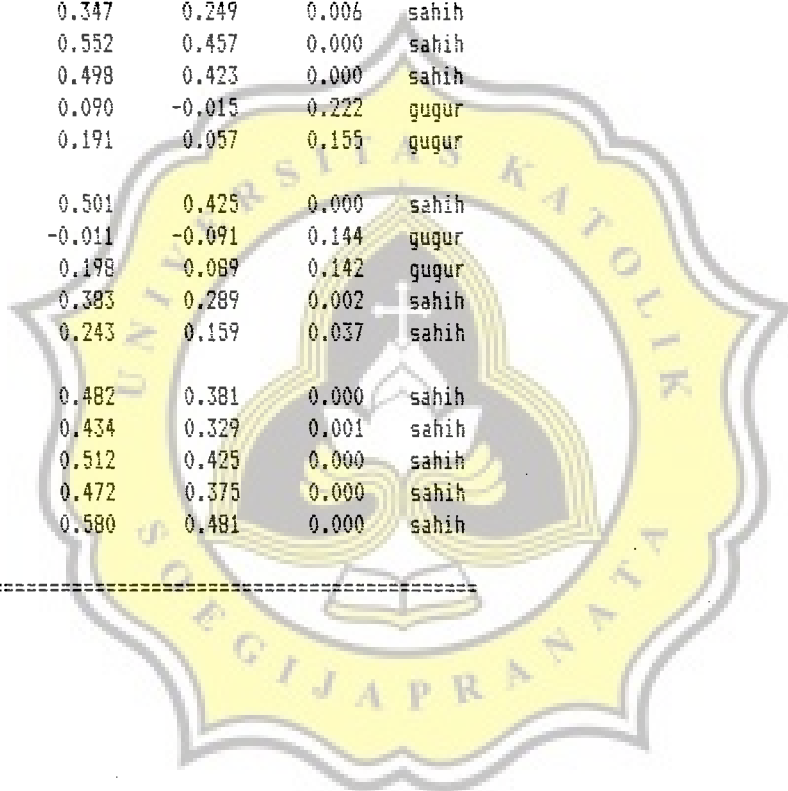 0.347 0.249 0.006 sahih
0.552 0.457 0.000 sahih
0.498 0.423 0.000 sahih
0.090 -0.015 0.222 gugur
0.191 0.057 0.155 gugur
0.501 0.425 0.000 sahih
-0.011 -0.091 0.144 gugur
0.198 0.069 0.142 gugur
0.383 0.289 0.002 sahih
0.243 0.159 0.037 sahih
0.482 0.381 0.000 sahih
0.434 0.329 0.001 sahih
0.512 0.425 0.000 sahih
0.472 0.375 0.000 sahih
0.580 0.481 0.000 sahih
UNIVERSITAS KATOLIK
SOEGIJAPRANATA